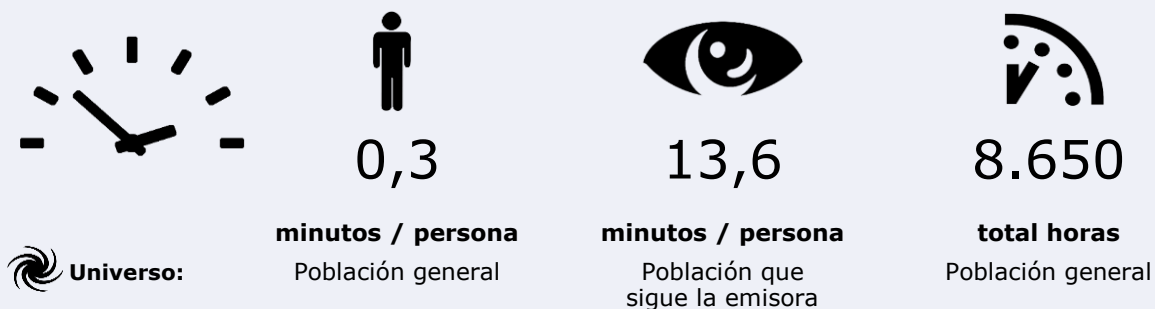 0,3
13,6
8.650
minutos / persona
minutos / persona
total horas
Universo:
Población general
Población que
sigue la emisora
Población general